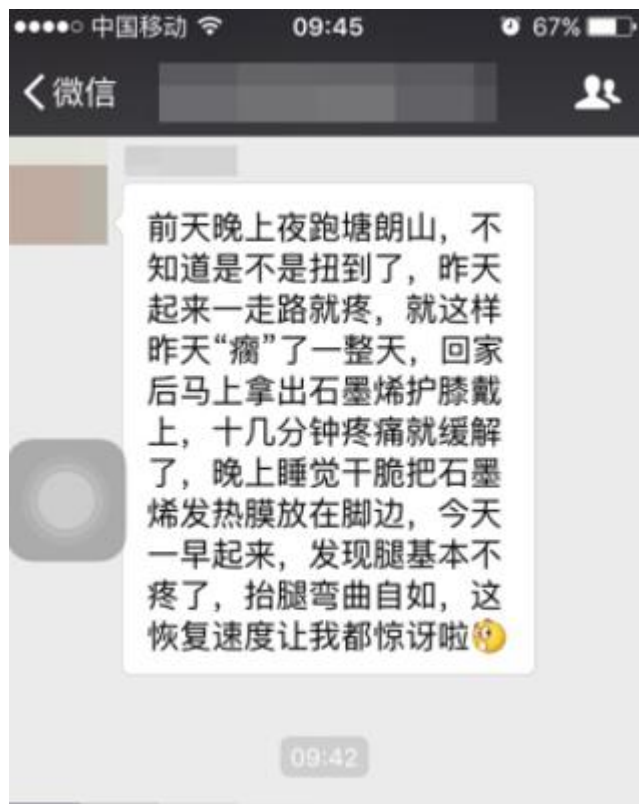 中国移动 09:45 67%
微信
前天晚上夜跑塘朗山，不
知道是不是扭到了，昨天
起来一走路就疼，就这样
昨天“瘸”了一整天，回家
后马上拿出石墨烯护膝戴
上，十几分钟疼痛就缓解
了，晚上睡觉干脆把石墨
烯发热膜放在脚边，今天
一早起来，发现腿基本不
疼了，抬腿弯曲自如，这
恢复速度让我都惊讶啦
09:42